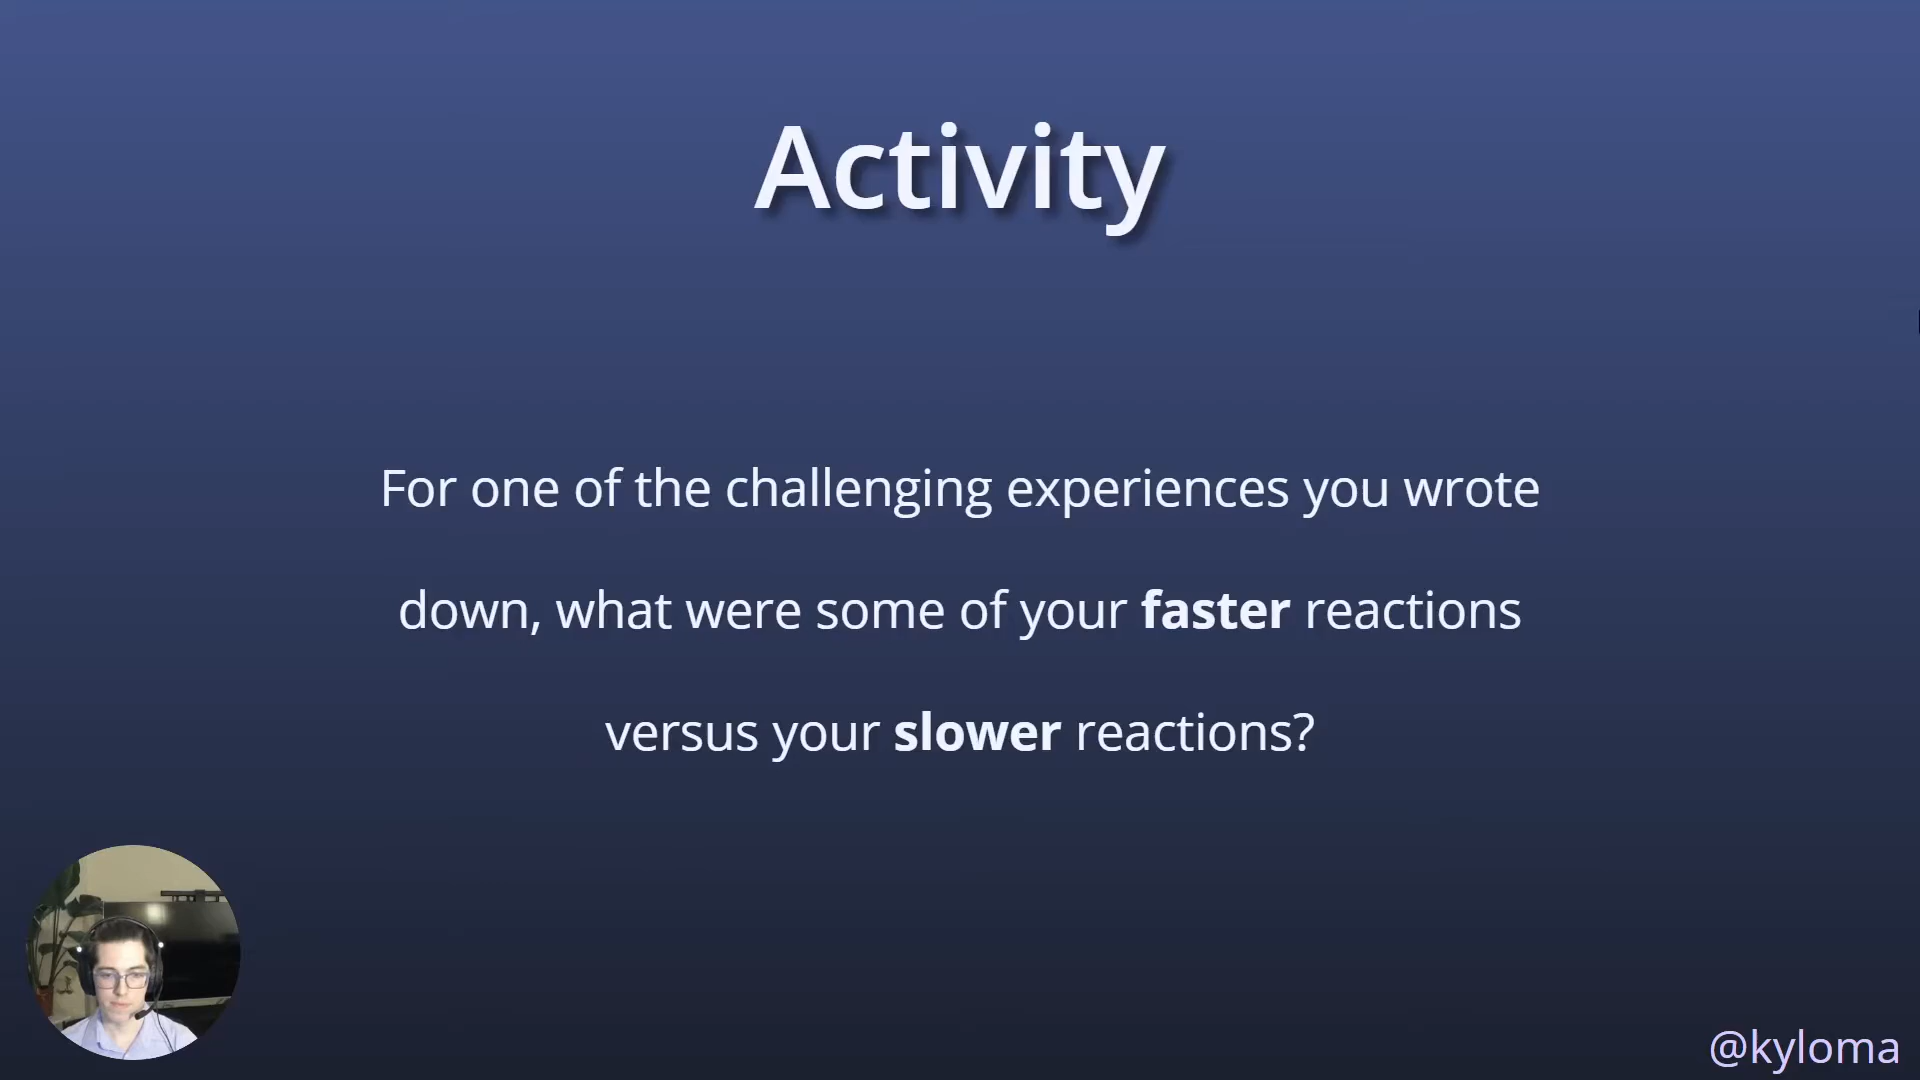 Activity
For one of the challenging experiences you wrote
down, what were some of your faster reactions
versus your slower reactions?
@kyloma